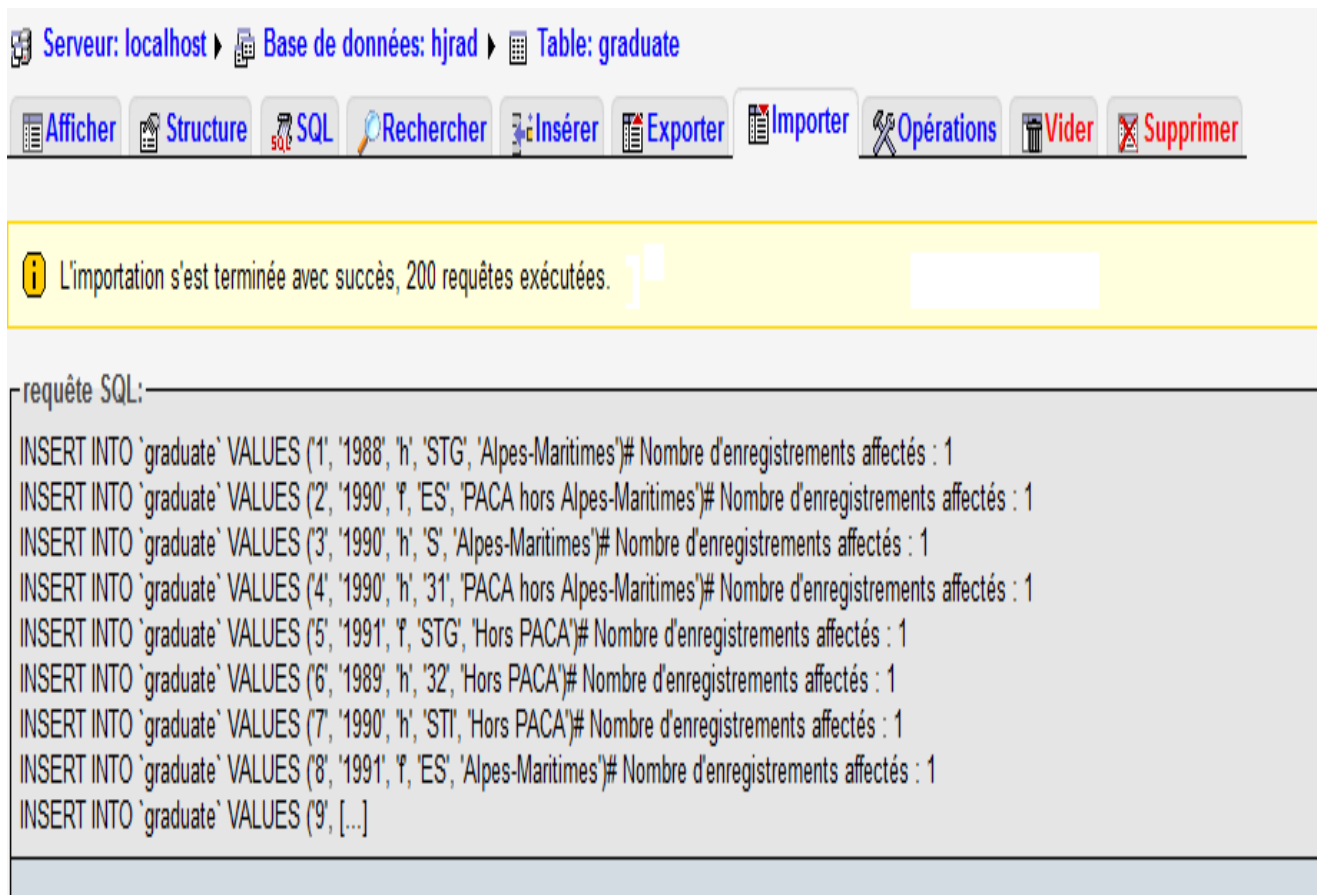 Serveur: localhost ▸ Base de données: hjrad ▸ Table: graduate
Afficher Structure SQL Rechercher Insérer Exporter Importer Opérations Vider Supprimer
L'importation s'est terminée avec succès, 200 requêtes exécutées.
requête SQL:
INSERT INTO `graduate` VALUES ('1', '1988', 'h', 'STG', 'Alpes-Maritimes')# Nombre d'enregistrements affectés : 1
INSERT INTO `graduate` VALUES ('2', '1990', 'f', 'ES', 'PACA hors Alpes-Maritimes')# Nombre d'enregistrements affectés : 1
INSERT INTO `graduate` VALUES ('3', '1990', 'h', 'S', 'Alpes-Maritimes')# Nombre d'enregistrements affectés : 1
INSERT INTO `graduate` VALUES ('4', '1990', 'h', '31', 'PACA hors Alpes-Maritimes')# Nombre d'enregistrements affectés : 1
INSERT INTO `graduate` VALUES ('5', '1991', 'f', 'STG', 'Hors PACA')# Nombre d'enregistrements affectés : 1
INSERT INTO `graduate` VALUES ('6', '1989', 'h', '32', 'Hors PACA')# Nombre d'enregistrements affectés : 1
INSERT INTO `graduate` VALUES ('7', '1990', 'h', 'STI', 'Hors PACA')# Nombre d'enregistrements affectés : 1
INSERT INTO `graduate` VALUES ('8', '1991', 'f', 'ES', 'Alpes-Maritimes')# Nombre d'enregistrements affectés : 1
INSERT INTO `graduate` VALUES ('9', [...]